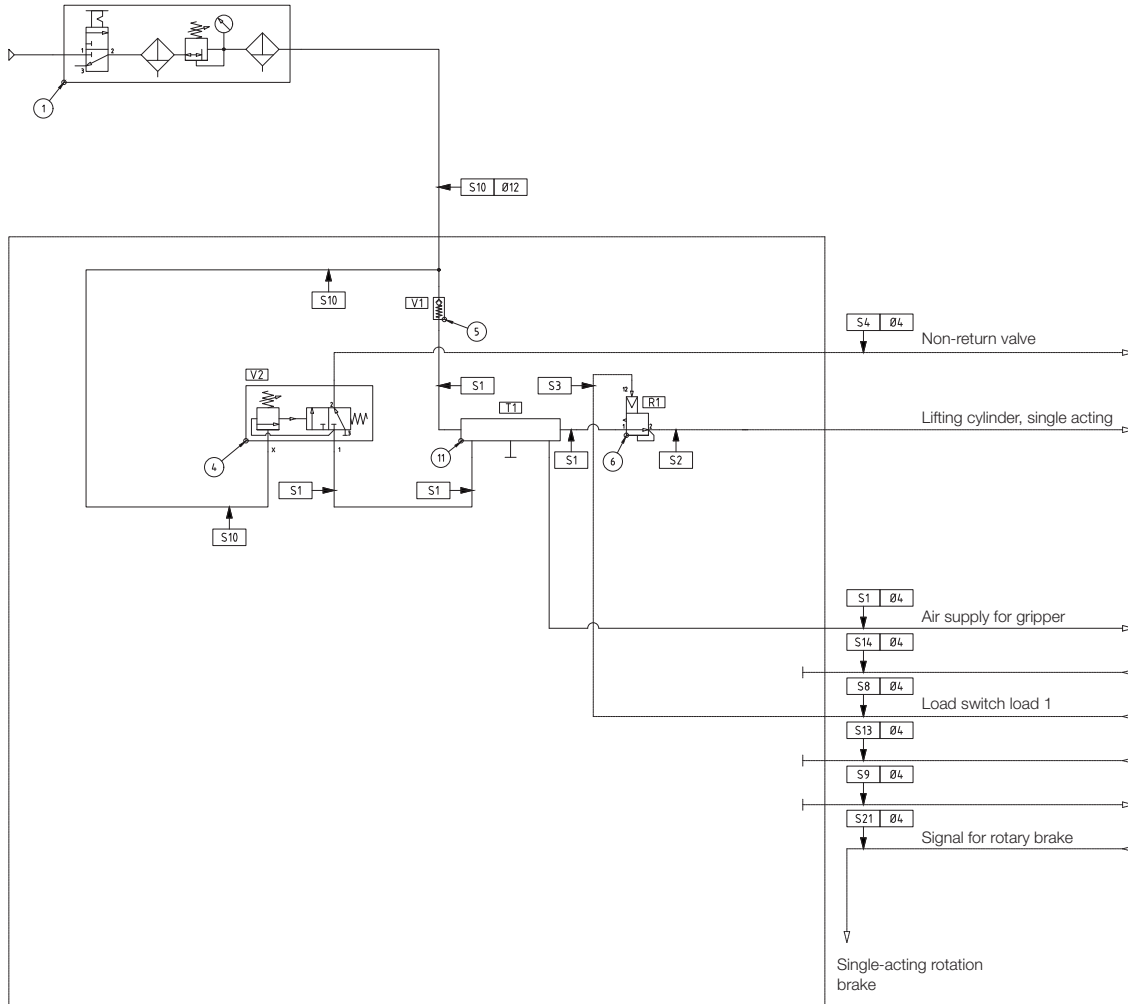 1 2
3
1
S10 Ø12
S10
V1
5
S4 Ø4
Non-return valve
V2
S1
S3
R1
T1
2
3
1 2
Lifting cylinder, single acting
4
X 1
11
S1
6
S2
S1
S1
S10
S1 Ø4
Air supply for gripper
S14 Ø4
S8 Ø4
Load switch load 1
S13 Ø4
S9 Ø4
S21 Ø4
Signal for rotary brake
Single-acting rotation
brake